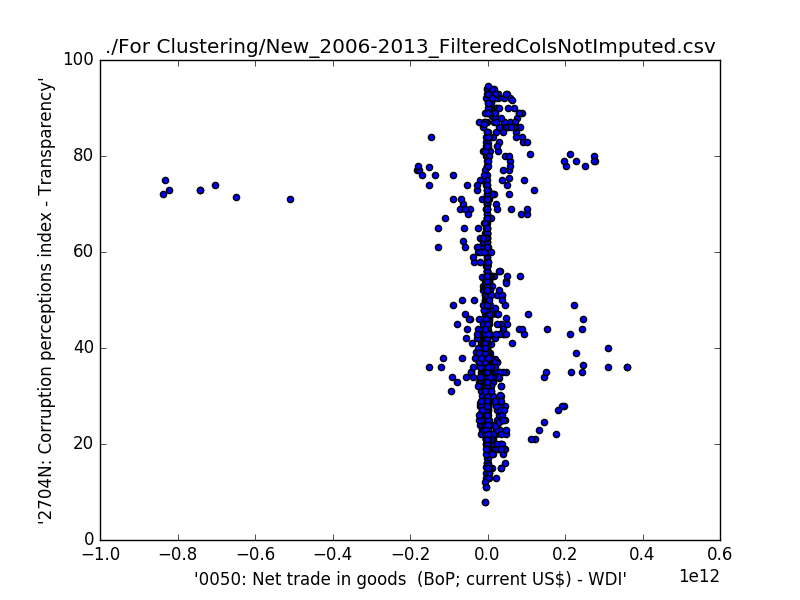 ./For Clustering/New_2006-2013_FilteredColsNotImputed.csv
100
80
60
40
20
0
'2704N: Corruption perceptions index - Transparency'
−1.0 −0.8 −0.6 −0.4 −0.2 0.0 0.2 0.4 0.6
1e12
'0050: Net trade in goods  (BoP; current US$) - WDI'